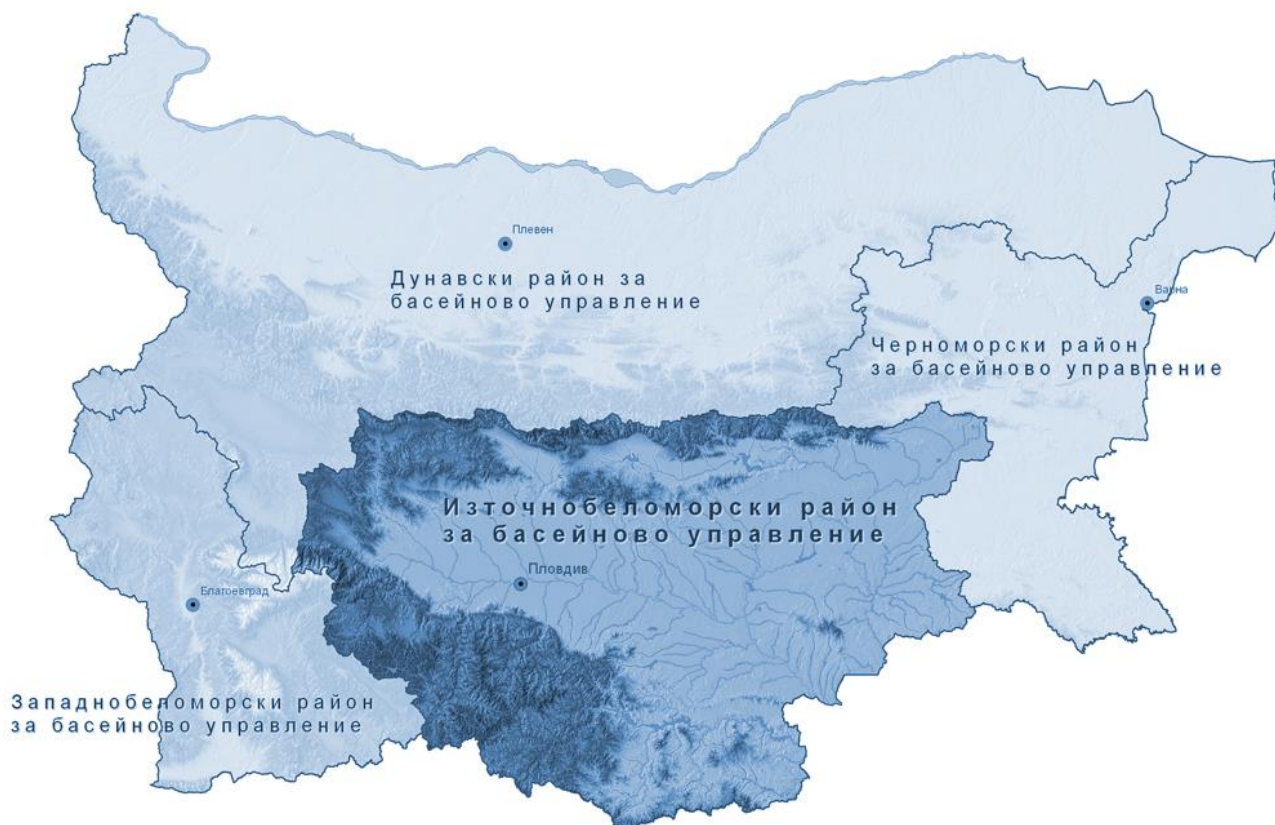 Плевен
Дунавски район за
басейново управление
Варна
Черноморски район
за басейново управление
Източнобеломорски район
за басейново управление
Пловдив
Благоевград
Западнобеломорски район
за басейново управление